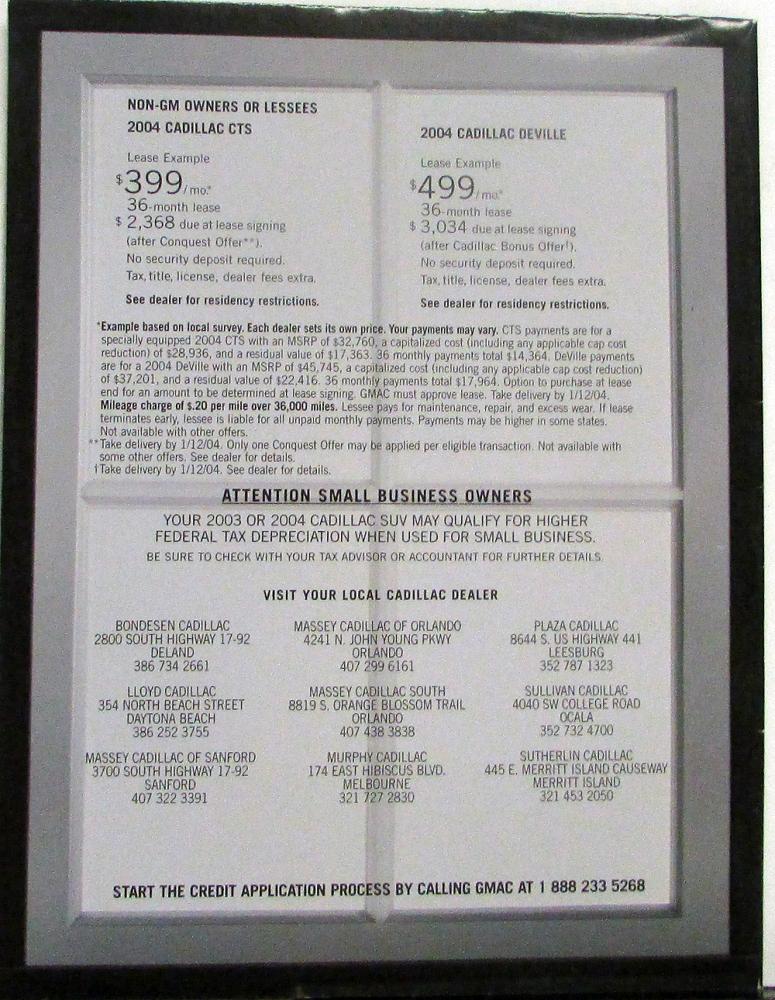 NON-GM OWNERS OR LESSEES
2004 CADILLAC CTS
Lease Example
$399/mo.*
36-month lease
$ 2,368 due at lease signing
(after Conquest Offer**).
No security deposit required.
Tax, title, license, dealer fees extra.
See dealer for residency restrictions.
2004 CADILLAC DEVILLE
Lease Example
$499/mo.*
36-month lease
$ 3,034 due at lease signing
(after Cadillac Bonus Offer†).
No security deposit required.
Tax, title, license, dealer fees extra.
See dealer for residency restrictions.
*Example based on local survey. Each dealer sets its own price. Your payments may vary. CTS payments are for a
specially equipped 2004 CTS with an MSRP of $32,760, a capitalized cost (including any applicable cap cost
reduction) of $28,936, and a residual value of $17,363. 36 monthly payments total $14,364. DeVille payments
are for a 2004 DeVille with an MSRP of $45,745, a capitalized cost (including any applicable cap cost reduction)
of $37,201, and a residual value of $22,416. 36 monthly payments total $17,964. Option to purchase at lease
end for an amount to be determined at lease signing. GMAC must approve lease. Take delivery by 1/12/04.
Mileage charge of $.20 per mile over 36,000 miles. Lessee pays for maintenance, repair, and excess wear. If lease
terminates early, lessee is liable for all unpaid monthly payments. Payments may be higher in some states.
Not available with other offers.
**Take delivery by 1/12/04. Only one Conquest Offer may be applied per eligible transaction. Not available with
some other offers. See dealer for details.
†Take delivery by 1/12/04. See dealer for details.
ATTENTION SMALL BUSINESS OWNERS
YOUR 2003 OR 2004 CADILLAC SUV MAY QUALIFY FOR HIGHER
FEDERAL TAX DEPRECIATION WHEN USED FOR SMALL BUSINESS.
BE SURE TO CHECK WITH YOUR TAX ADVISOR OR ACCOUNTANT FOR FURTHER DETAILS.
VISIT YOUR LOCAL CADILLAC DEALER
BONDESEN CADILLAC
2800 SOUTH HIGHWAY 17-92
DELAND
386 734 2661
MASSEY CADILLAC OF ORLANDO
4241 N. JOHN YOUNG PKWY
ORLANDO
407 299 6161
PLAZA CADILLAC
8644 S. US HIGHWAY 441
LEESBURG
352 787 1323
LLOYD CADILLAC
354 NORTH BEACH STREET
DAYTONA BEACH
386 252 3755
MASSEY CADILLAC SOUTH
8819 S. ORANGE BLOSSOM TRAIL
ORLANDO
407 438 3838
SULLIVAN CADILLAC
4040 SW COLLEGE ROAD
OCALA
352 732 4700
MASSEY CADILLAC OF SANFORD
3700 SOUTH HIGHWAY 17-92
SANFORD
407 322 3391
MURPHY CADILLAC
174 EAST HIBISCUS BLVD.
MELBOURNE
321 727 2830
SUTHERLIN CADILLAC
445 E. MERRITT ISLAND CAUSEWAY
MERRITT ISLAND
321 453 2050
START THE CREDIT APPLICATION PROCESS BY CALLING GMAC AT 1 888 233 5268